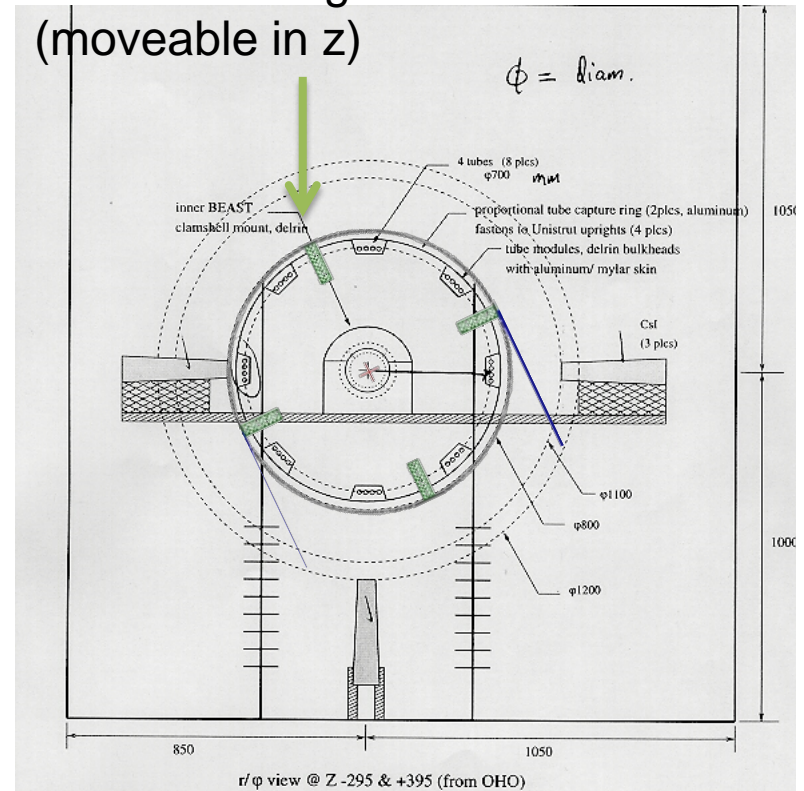 (moveable in z)
φ = diam.
4 tubes (8 plcs)
φ700 mm
1050
inner BEAST
clamshell mount, delrin
proportional tube capture ring (2plcs, aluminum)
fastens to Unistrut uprights (4 plcs)
tube modules, delrin bulkheads
with aluminum/ mylar skin
CsI
(3 plcs)
φ1100
φ800
1000
φ1200
850
1050
r/φ view @ Z -295 & +395 (from OHO)